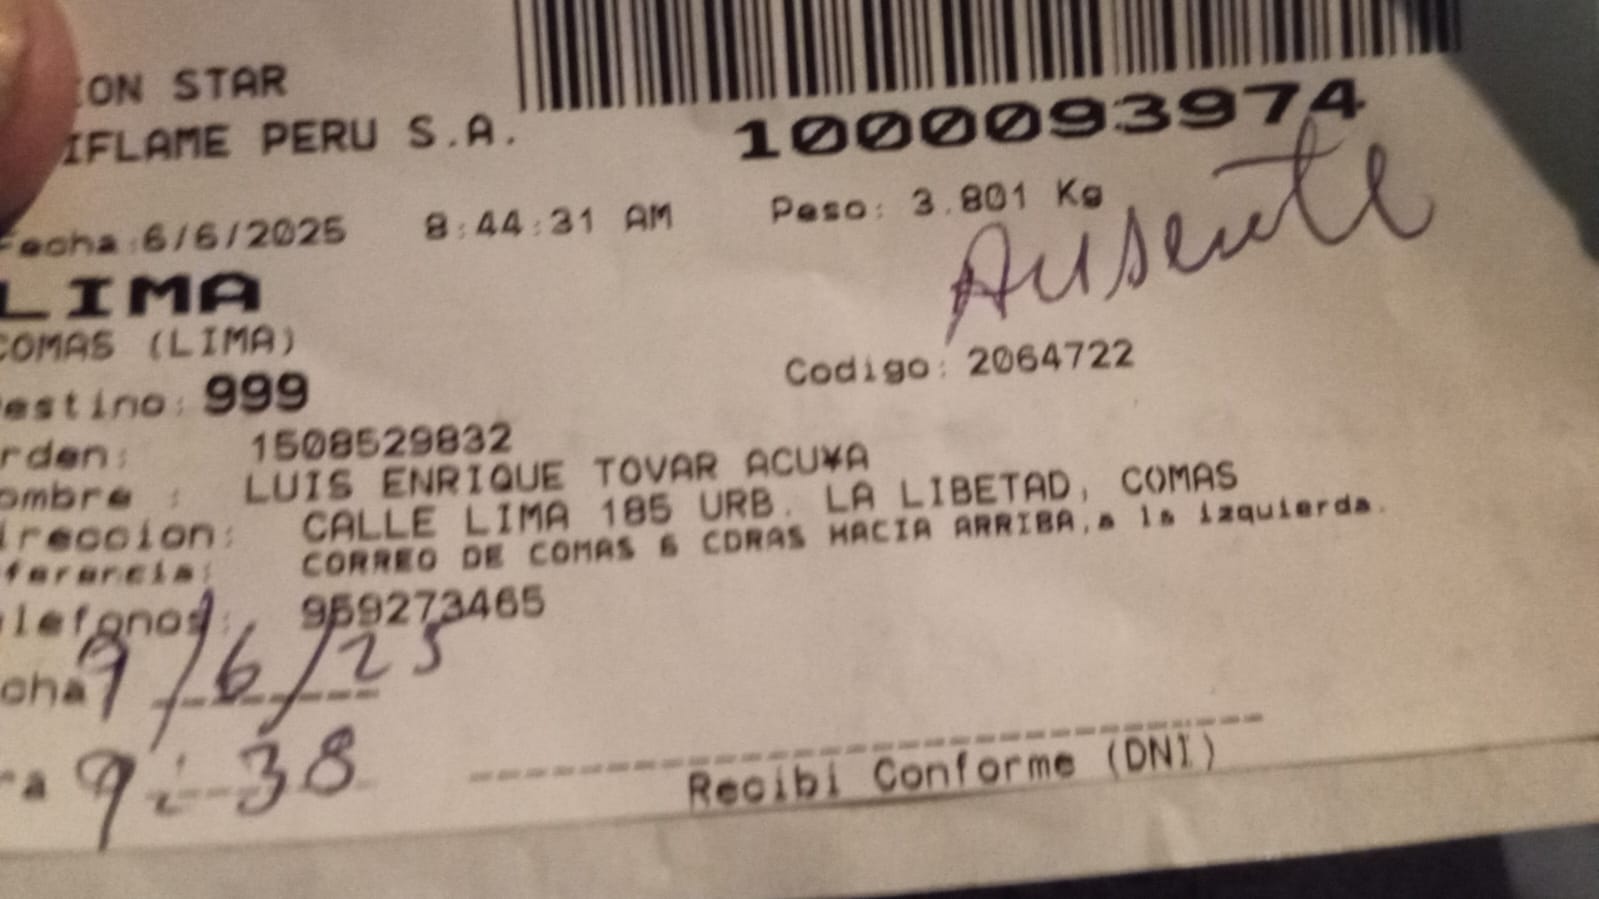 ON STAR
IFLAME PERU S.A.
1000093974
Fecha:6/6/2025 8:44:31 AM Peso: 3.801 Kg
Ausente
LIMA
COMAS (LIMA)
Codigo: 2064722
estino: 999
rden: 1508529832
ombre : LUIS ENRIQUE TOVAR ACU¥A
ireccion: CALLE LIMA 185 URB. LA LIBETAD, COMAS
ferencia: CORREO DE COMAS 6 CDRAS HACIA ARRIBA,a la izquierda.
lefonos: 959273465
cha 9/6/25
ra 9:38
Recibi Conforme (DNI)